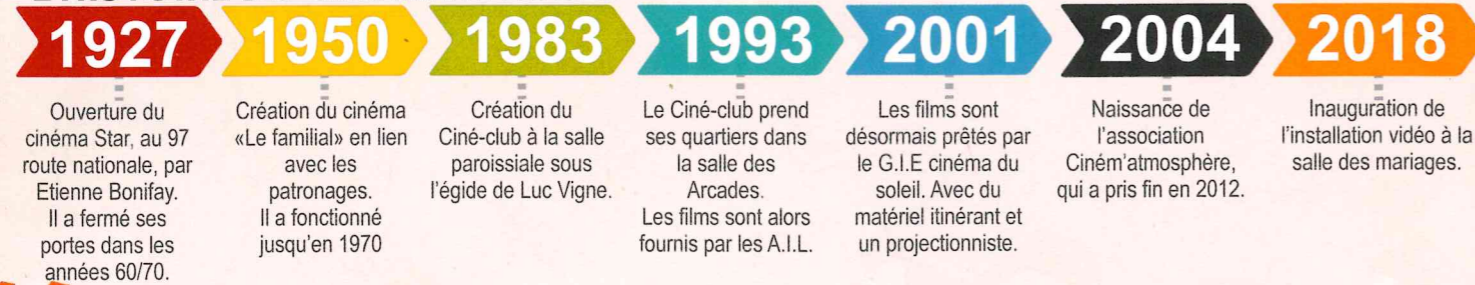 1927
Ouverture du
cinéma Star, au 97
route nationale, par
Etienne Bonifay.
Il a fermé ses
portes dans les
années 60/70.
1950
Création du cinéma
«Le familial» en lien
avec les
patronages.
Il a fonctionné
jusqu'en 1970
1983
Création du
Ciné-club à la salle
paroissiale sous
l'égide de Luc Vigne.
1993
Le Ciné-club prend
ses quartiers dans
la salle des
Arcades.
Les films sont alors
fournis par les A.I.L.
2001
Les films sont
désormais prêtés par
le G.I.E cinéma du
soleil. Avec du
matériel itinérant et
un projectionniste.
2004
Naissance de
l'association
Ciném'atmosphère,
qui a pris fin en 2012.
2018
Inauguration de
l'installation vidéo à la
salle des mariages.